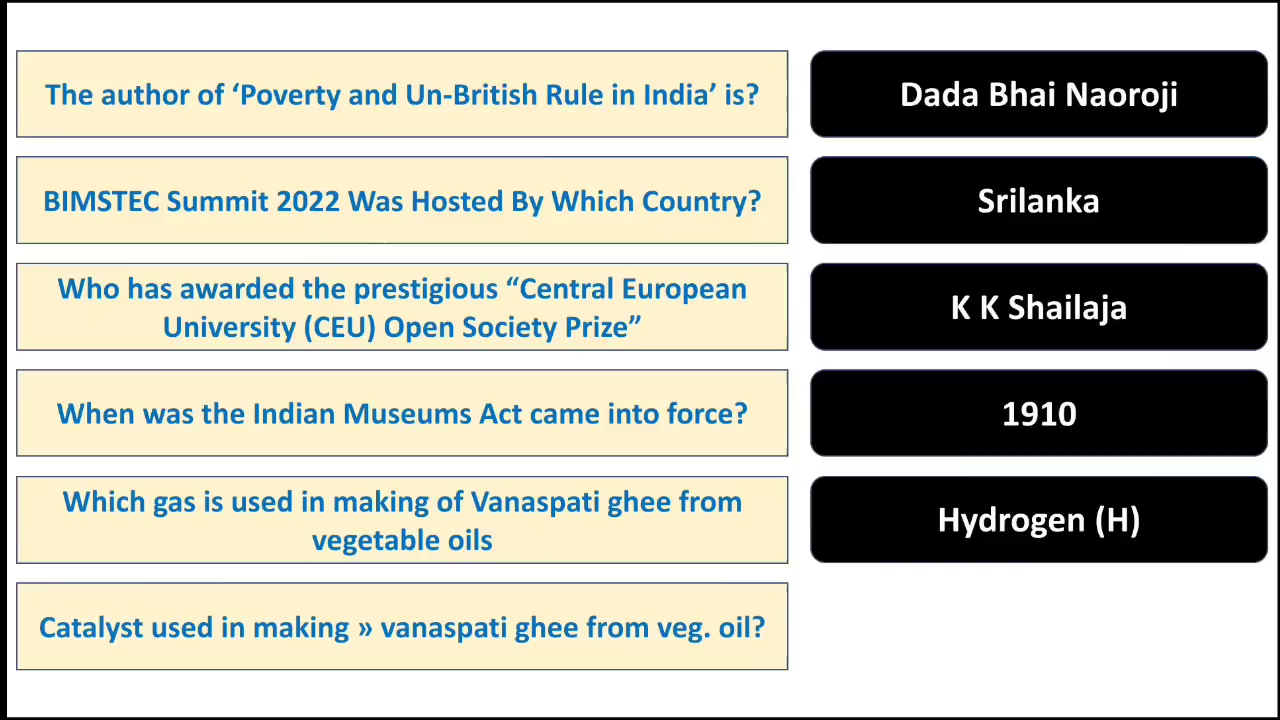 The author of ‘Poverty and Un-British Rule in India’ is?
Dada Bhai Naoroji
BIMSTEC Summit 2022 Was Hosted By Which Country?
Srilanka
Who has awarded the prestigious “Central European
University (CEU) Open Society Prize”
K K Shailaja
When was the Indian Museums Act came into force?
1910
Which gas is used in making of Vanaspati ghee from
vegetable oils
Hydrogen (H)
Catalyst used in making » vanaspati ghee from veg. oil?